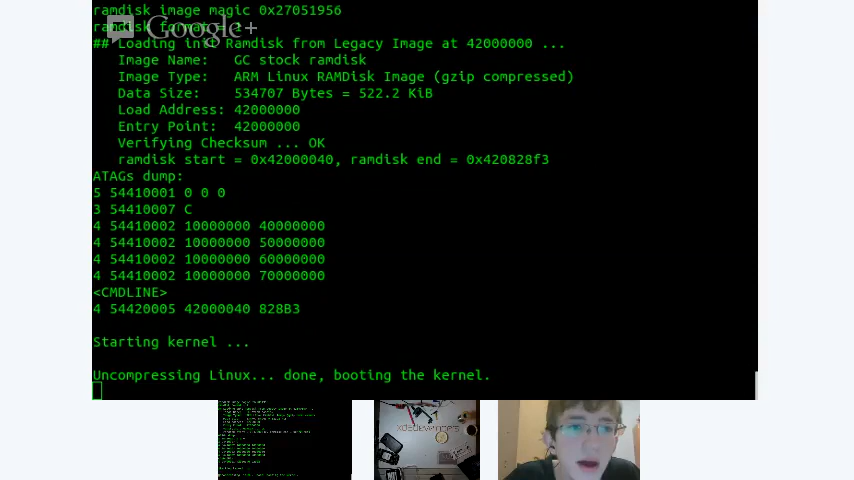 ramdisk image magic 0x27051956
ramdisk format = 1
Google+
## Loading init Ramdisk from Legacy Image at 42000000 ...
Image Name: GC stock ramdisk
Image Type: ARM Linux RAMDisk Image (gzip compressed)
Data Size: 534707 Bytes = 522.2 KiB
Load Address: 42000000
Entry Point: 42000000
Verifying Checksum ... OK
ramdisk start = 0x42000040, ramdisk end = 0x420828f3
ATAGs dump:
5 54410001 0 0 0
3 54410007 C
4 54410002 10000000 40000000
4 54410002 10000000 50000000
4 54410002 10000000 60000000
4 54410002 10000000 70000000
<CMDLINE>
4 54420005 42000040 828B3
Starting kernel ...
Uncompressing Linux... done, booting the kernel.
xdadevelopers